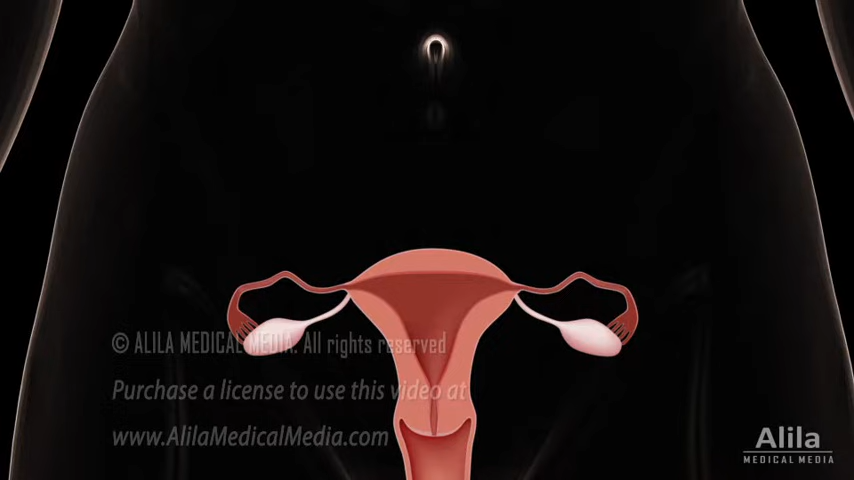 © ALILA MEDICAL MEDIA. All rights reserved
Purchase a license to use this video at
www.AlilaMedicalMedia.com
Alila
MEDICAL MEDIA